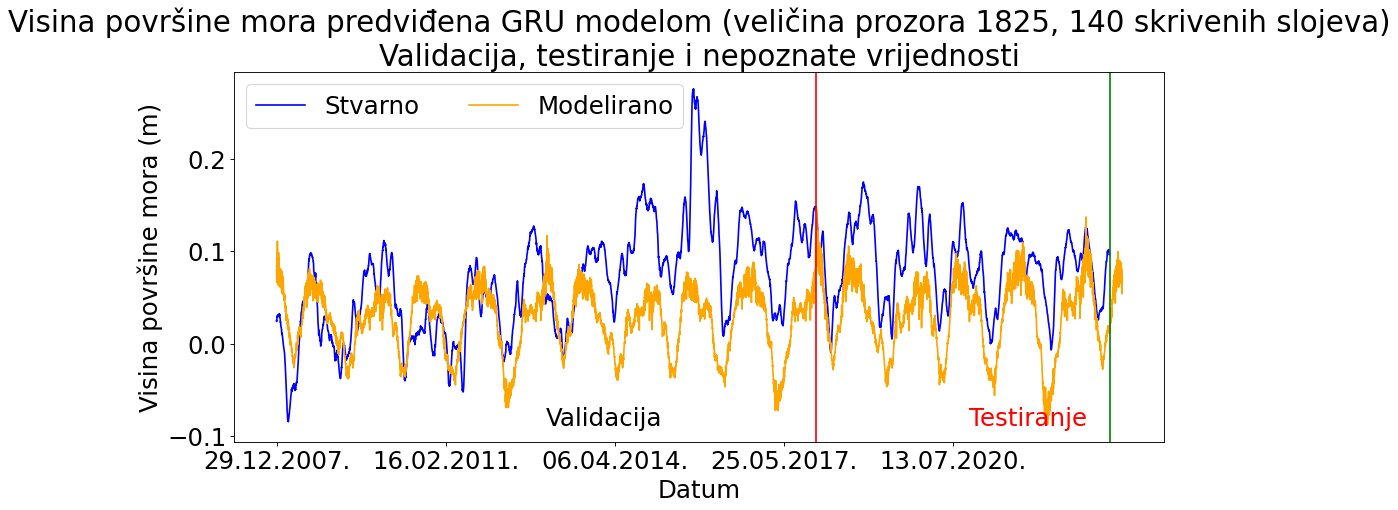 Visina površine mora predviđena GRU modelom (veličina prozora 1825, 140 skrivenih slojeva)
Validacija, testiranje i nepoznate vrijednosti
Stvarno Modelirano
Visina površine mora (m)
0.2
0.1
0.0
−0.1
Validacija Testiranje
29.12.2007. 16.02.2011. 06.04.2014. 25.05.2017. 13.07.2020.
Datum